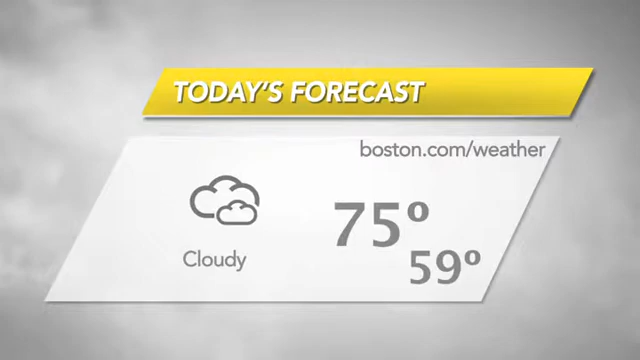 TODAY'S FORECAST
boston.com/weather
75º
59º
Cloudy